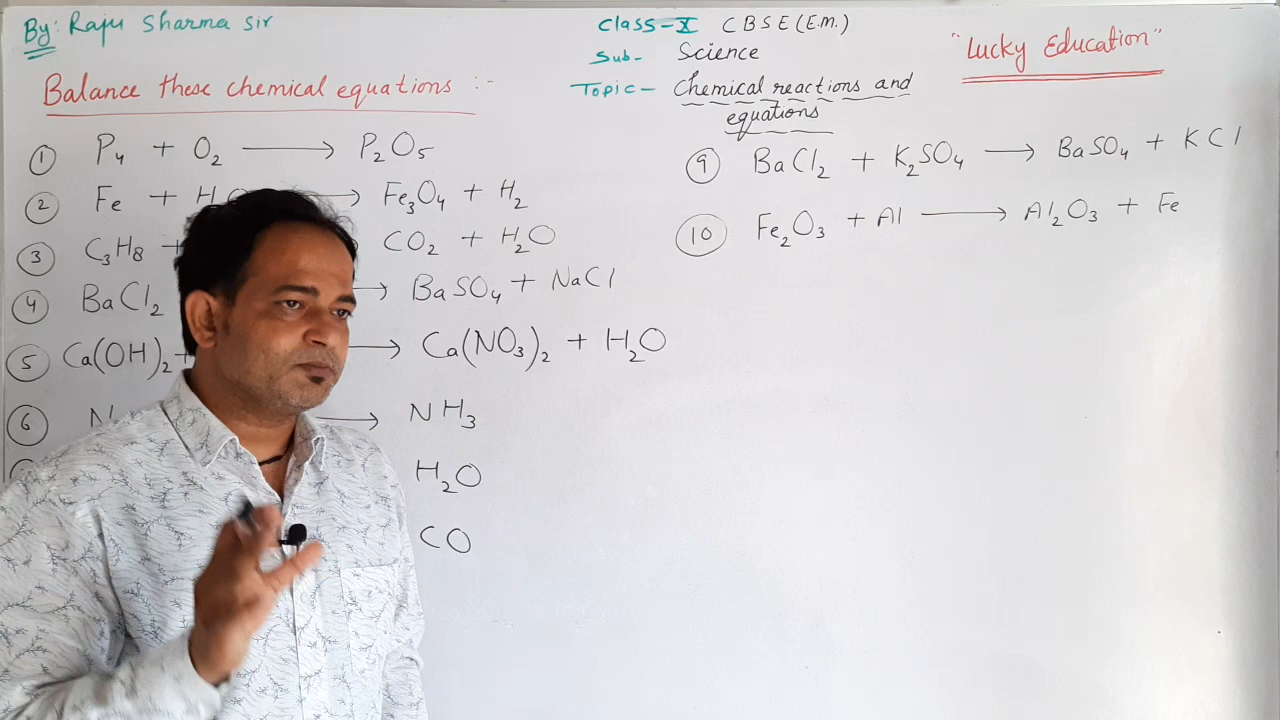 By: Raju Sharma Sir
Class-X CBSE (E.m.)
Sub- Science
Topic- Chemical reactions and
equations
"Lucky Education"
Balance these chemical equations :-
① P₄ + O₂ ⟶ P₂O₅
② Fe + H ⟶ Fe₃O₄ + H₂
③ C₃H₈ + CO₂ + H₂O
④ BaCl₂ ⟶ BaSO₄ + NaCl
⑤ Ca(OH)₂ + ⟶ Ca(NO₃)₂ + H₂O
⑥ N ⟶ NH₃
H₂O
CO
⑨ BaCl₂ + K₂SO₄ ⟶ BaSO₄ + KCl
⑩ Fe₂O₃ + Al ⟶ Al₂O₃ + Fe